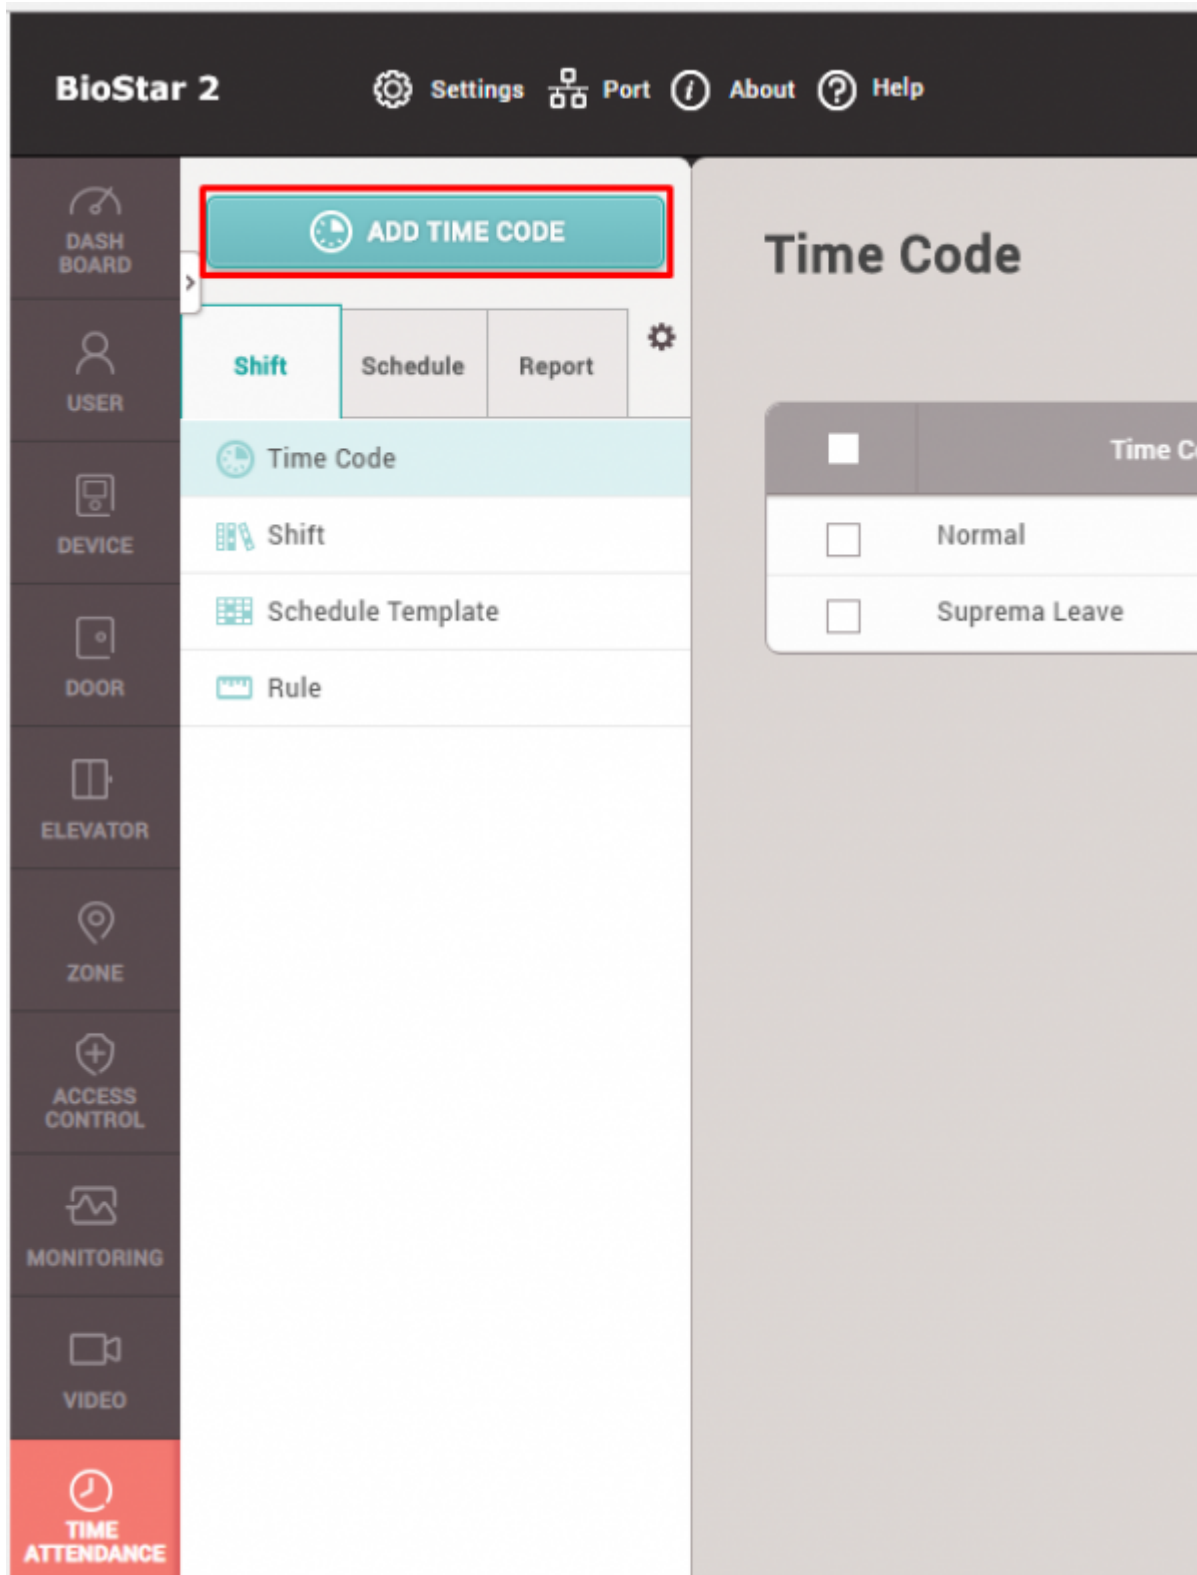 BioStar 2
Settings
Port
About
Help
DASH
BOARD
USER
DEVICE
DOOR
ELEVATOR
ZONE
ACCESS
CONTROL
MONITORING
VIDEO
TIME
ATTENDANCE
ADD TIME CODE
Shift
Schedule
Report
Time Code
Shift
Schedule Template
Rule
Time Code
Time C
Normal
Suprema Leave